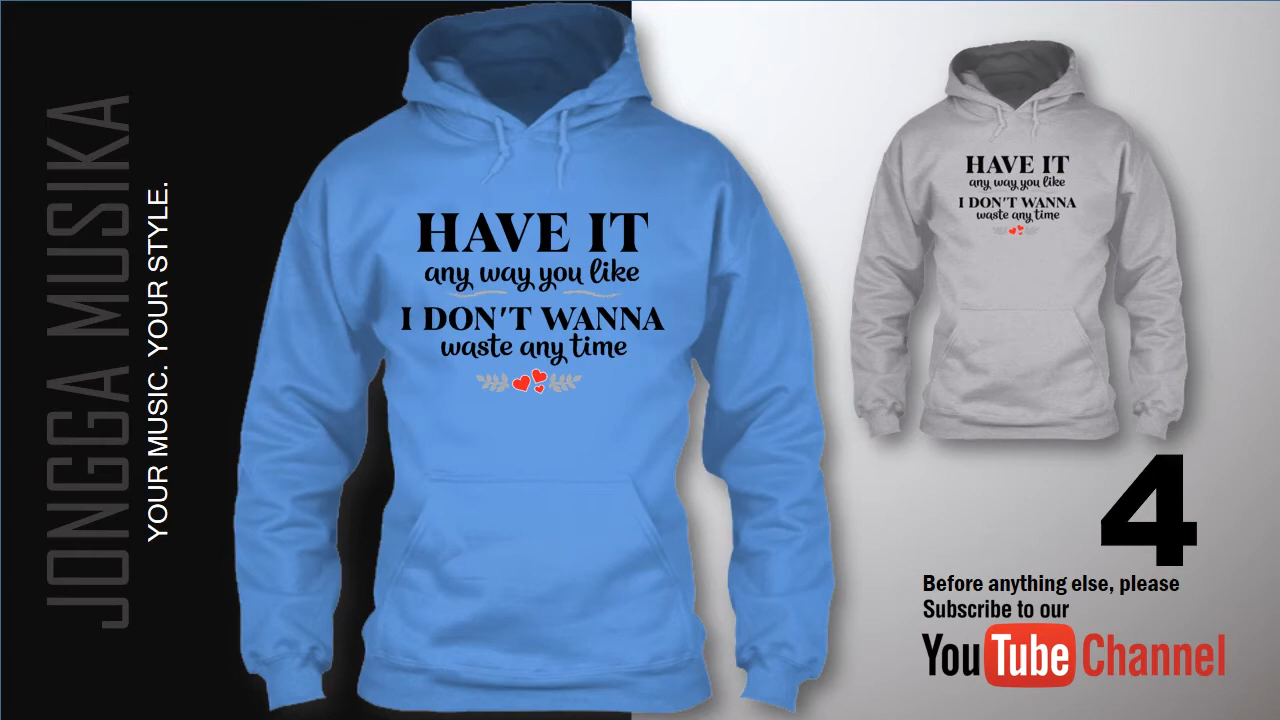 JONGGA MUSIKA
YOUR MUSIC. YOUR STYLE.
HAVE IT
any way you like
I DON'T WANNA
waste any time
HAVE IT
any way you like
I DON'T WANNA
waste any time
4
Before anything else, please
Subscribe to our
YouTube Channel